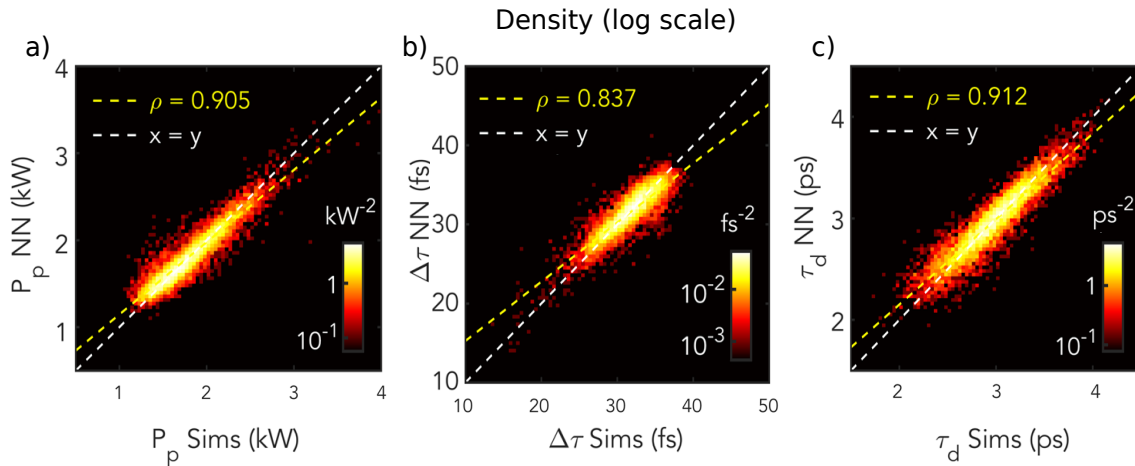 Density (log scale)
a)
b)
c)
4
3
2
1
P_p NN (kW)
ρ = 0.905
x = y
kW⁻²
1
10⁻¹
1 2 3 4
P_p Sims (kW)
50
40
30
20
10
Δτ NN (fs)
ρ = 0.837
x = y
fs⁻²
10⁻²
10⁻³
10 20 30 40 50
Δτ Sims (fs)
4
3
2
τ_d NN (ps)
ρ = 0.912
x = y
ps⁻²
1
10⁻¹
2 3 4
τ_d Sims (ps)